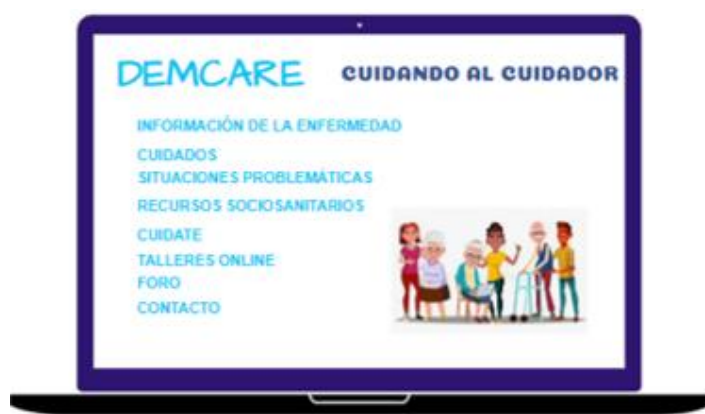 DEMCARE CUIDANDO AL CUIDADOR
INFORMACIÓN DE LA ENFERMEDAD
CUIDADOS
SITUACIONES PROBLEMÁTICAS
RECURSOS SOCIOSANITARIOS
CUIDATE
TALLERES ONLINE
FORO
CONTACTO